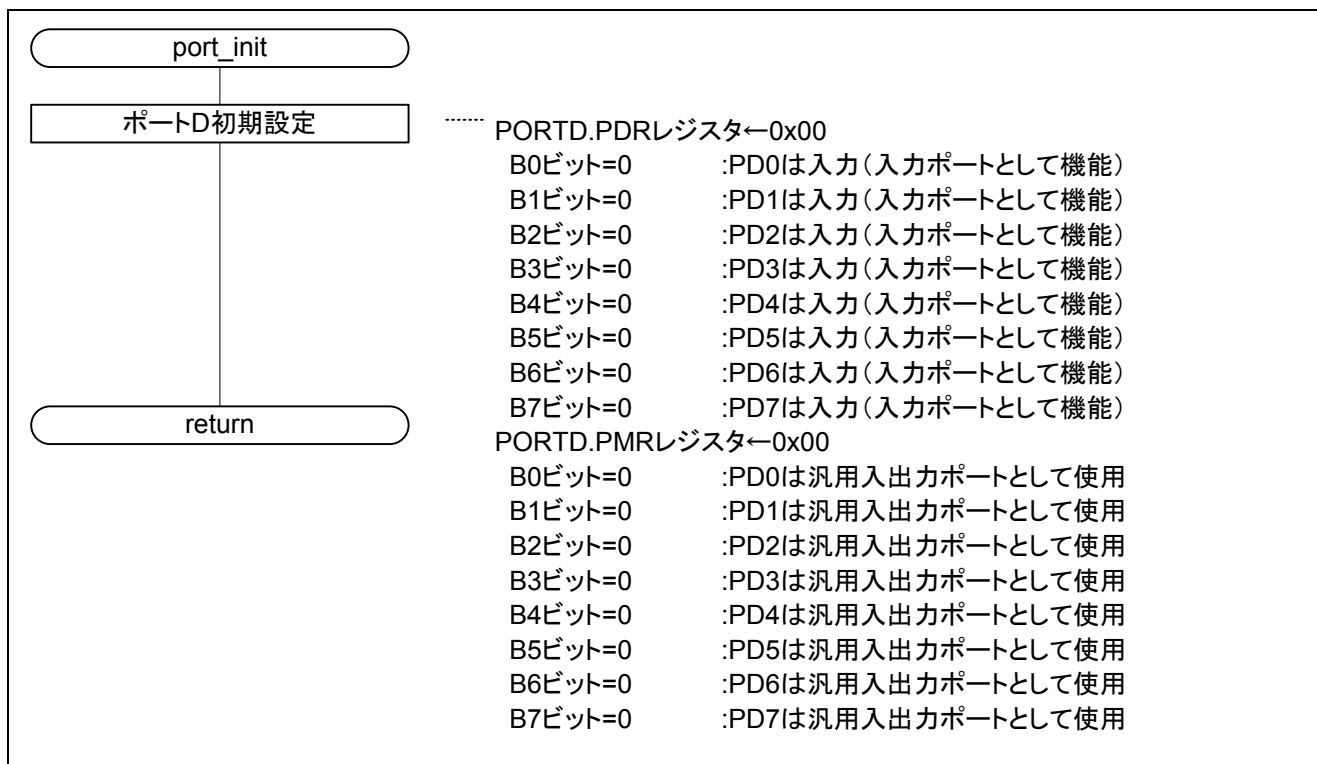 port_init
ポートD初期設定
PORTD.PDRレジスタ←0x00
B0ビット=0 :PD0は入力(入力ポートとして機能)
B1ビット=0 :PD1は入力(入力ポートとして機能)
B2ビット=0 :PD2は入力(入力ポートとして機能)
B3ビット=0 :PD3は入力(入力ポートとして機能)
B4ビット=0 :PD4は入力(入力ポートとして機能)
B5ビット=0 :PD5は入力(入力ポートとして機能)
B6ビット=0 :PD6は入力(入力ポートとして機能)
B7ビット=0 :PD7は入力(入力ポートとして機能)
PORTD.PMRレジスタ←0x00
B0ビット=0 :PD0は汎用入出力ポートとして使用
B1ビット=0 :PD1は汎用入出力ポートとして使用
B2ビット=0 :PD2は汎用入出力ポートとして使用
B3ビット=0 :PD3は汎用入出力ポートとして使用
B4ビット=0 :PD4は汎用入出力ポートとして使用
B5ビット=0 :PD5は汎用入出力ポートとして使用
B6ビット=0 :PD6は汎用入出力ポートとして使用
B7ビット=0 :PD7は汎用入出力ポートとして使用
return